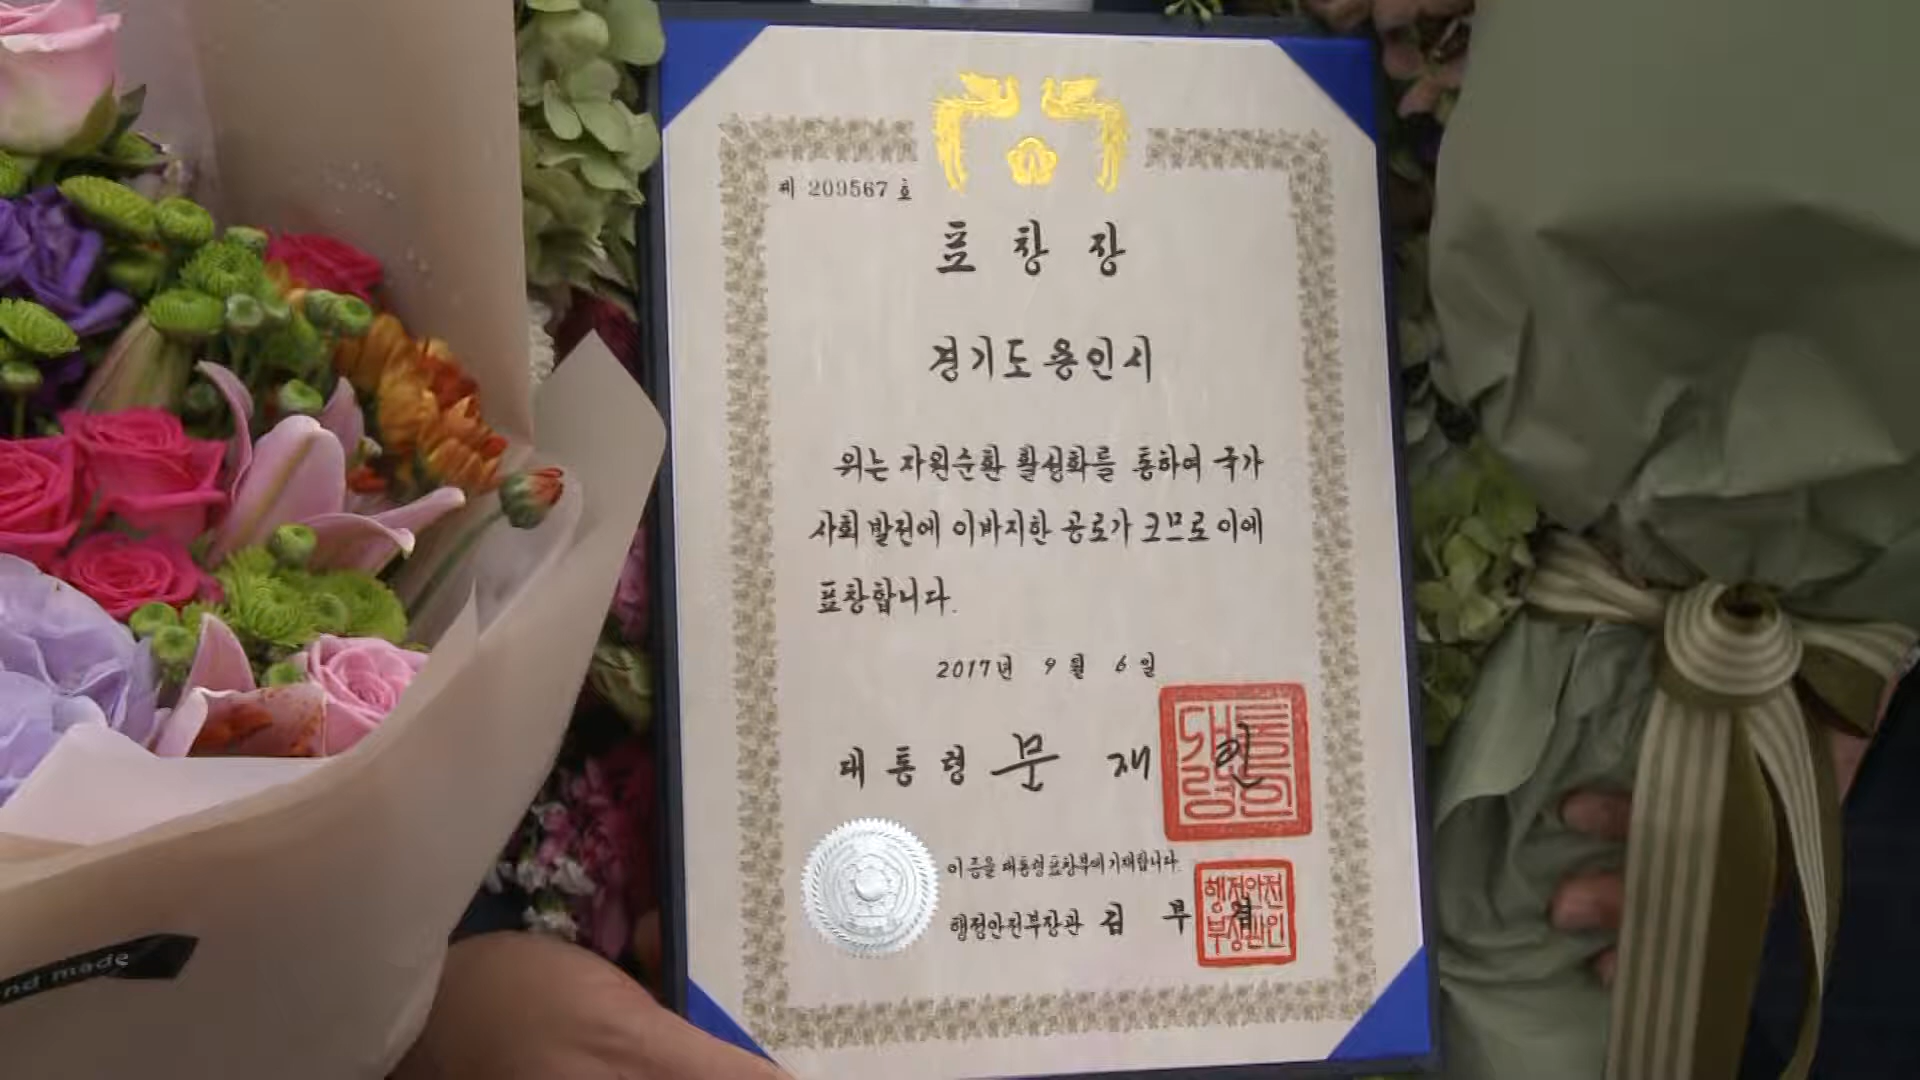 제 209567 호
표 창 장
경기도 용인시
위는 자원순환 활성화를 통하여 국가
사회 발전에 이바지한 공로가 크므로 이에
표창합니다.
2017년 9월 6일
대통령 문 재 인
대통령의인
이 증을 대통령표창부에 기재합니다.
행정안전부장관 김 부 겸
행정안전
부장관인
nd made